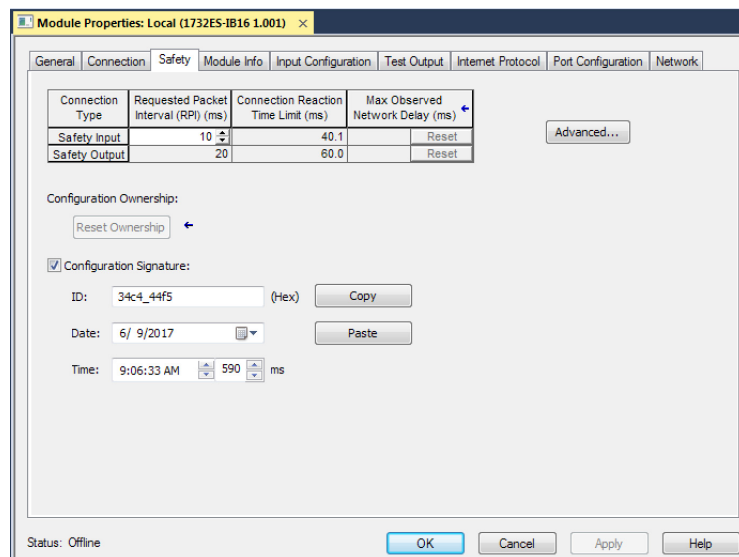 Module Properties: Local (1732ES-IB16 1.001) ×
General Connection Safety Module Info Input Configuration Test Output Internet Protocol Port Configuration Network
Connection Type Requested Packet Interval (RPI) (ms) Connection Reaction Time Limit (ms) Max Observed Network Delay (ms)
Safety Input 10 40.1 Reset
Safety Output 20 60.0 Reset
Advanced...
Configuration Ownership:
Reset Ownership
Configuration Signature:
ID: 34c4_44f5 (Hex) Copy
Date: 6/ 9/2017 Paste
Time: 9:06:33 AM 590 ms
Status: Offline OK Cancel Apply Help